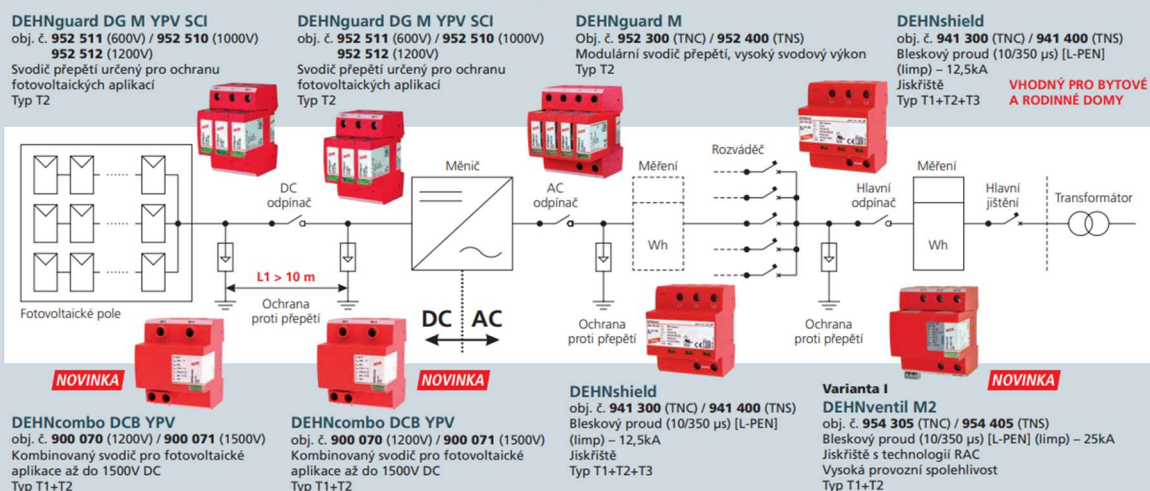 DEHNguard DG M YPV SCI
obj. č. 952 511 (600V) / 952 510 (1000V)
952 512 (1200V)
Svodič přepětí určený pro ochranu
fotovoltaických aplikací
Typ T2
DEHNguard DG M YPV SCI
obj. č. 952 511 (600V) / 952 510 (1000V)
952 512 (1200V)
Svodič přepětí určený pro ochranu
fotovoltaických aplikací
Typ T2
DEHNguard M
obj. č. 952 300 (TNC) / 952 400 (TNS)
Modulární svodič přepětí, vysoký svodový výkon
Typ T2
DEHNshield
obj. č. 941 300 (TNC) / 941 400 (TNS)
Bleskový proud (10/350 µs) [L-PEN]
(limp) – 12,5kA
Jiskřiště
Typ T1+T2+T3
VHODNÝ PRO BYTOVÉ
A RODINNÉ DOMY
Fotovoltaické pole
DC
odpínač
L1 > 10 m
Ochrana
proti přepětí
Měnič
DC AC
AC
odpínač
Ochrana
proti přepětí
Měření
Wh
Rozváděč
Hlavní
odpínač
Ochrana
proti přepětí
Měření
Wh
Hlavní
jištění
Transformátor
NOVINKA
DEHNcombo DCB YPV
obj. č. 900 070 (1200V) / 900 071 (1500V)
Kombinovaný svodič pro fotovoltaické
aplikace až do 1500V DC
Typ T1+T2
NOVINKA
DEHNcombo DCB YPV
obj. č. 900 070 (1200V) / 900 071 (1500V)
Kombinovaný svodič pro fotovoltaické
aplikace až do 1500V DC
Typ T1+T2
DEHNshield
obj. č. 941 300 (TNC) / 941 400 (TNS)
Bleskový proud (10/350 µs) [L-PEN]
(limp) – 12,5kA
Jiskřiště
Typ T1+T2+T3
NOVINKA
Varianta I
DEHNventil M2
obj. č. 954 305 (TNC) / 954 405 (TNS)
Bleskový proud (10/350 µs) [L-PEN] (limp) – 25kA
Jiskřiště s technologií RAC
Vysoká provozní spolehlivost
Typ T1+T2